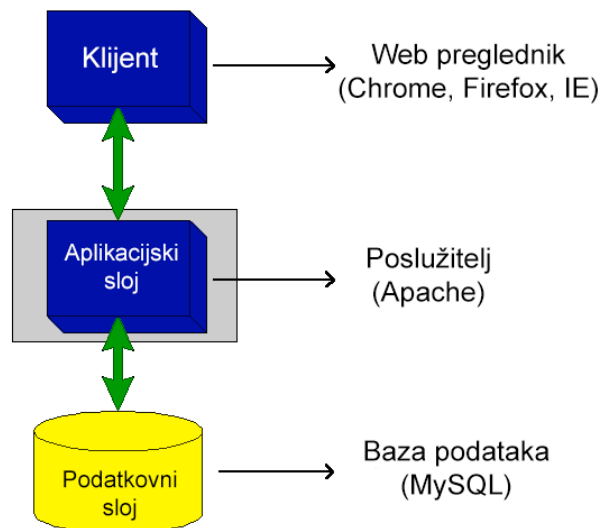 Klijent
Web preglednik
(Chrome, Firefox, IE)
Aplikacijski
sloj
Poslužitelj
(Apache)
Podatkovni
sloj
Baza podataka
(MySQL)